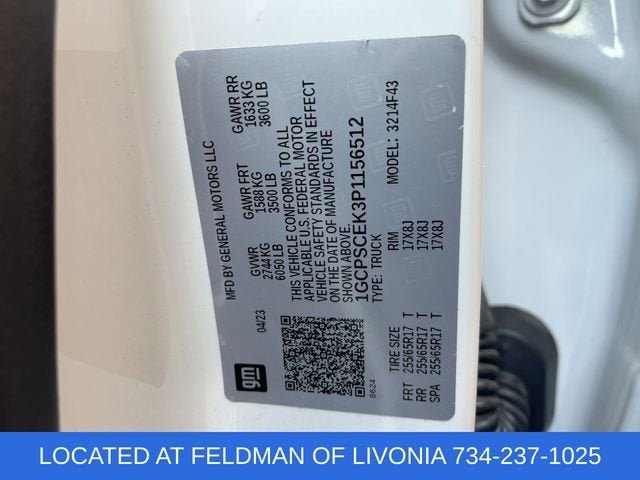 MFD BY GENERAL MOTORS LLC
04/23
GVWR GAWR FRT GAWR RR
2744 KG 1588 KG 1633 KG
6050 LB 3500 LB 3600 LB
THIS VEHICLE CONFORMS TO ALL
APPLICABLE U.S. FEDERAL MOTOR
VEHICLE SAFETY STANDARDS IN EFFECT
ON THE DATE OF MANUFACTURE
SHOWN ABOVE.
1GCPSCEK3P1156512
TYPE: TRUCK MODEL: 3214F43
gm
8624
TIRE SIZE RIM
FRT 255/65R17 T 17X8J
RR 255/65R17 T 17X8J
SPA 255/65R17 T 17X8J
LOCATED AT FELDMAN OF LIVONIA 734-237-1025